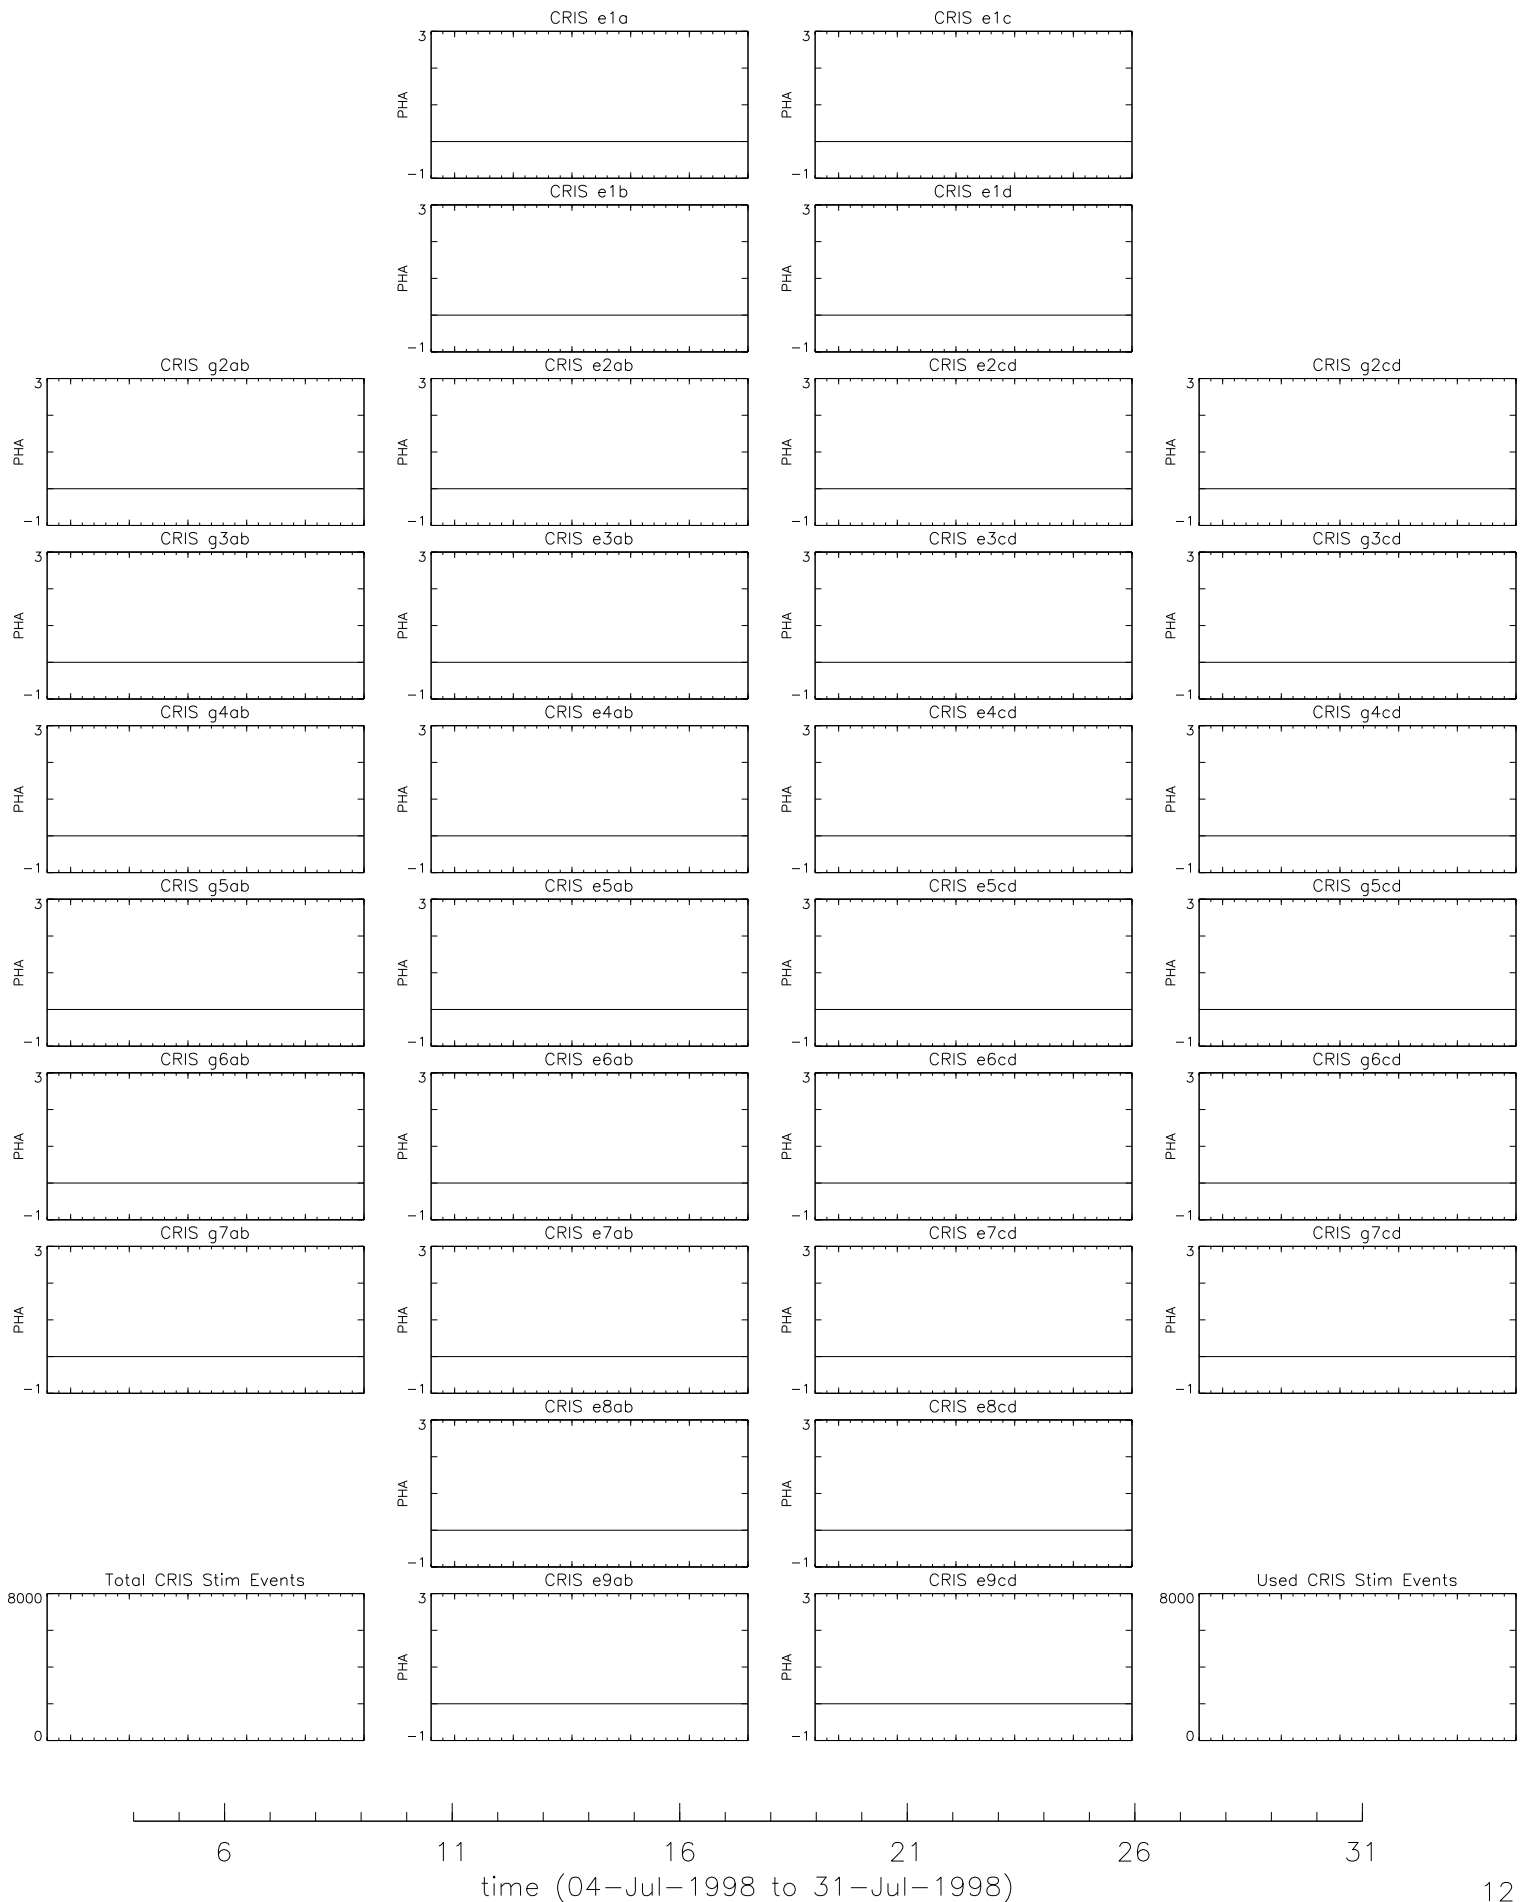 CRIS e1a
CRIS e1c
3
PHA
-1
3
PHA
-1
CRIS e1b
CRIS e1d
3
PHA
-1
3
PHA
-1
CRIS g2ab
CRIS e2ab
CRIS e2cd
CRIS g2cd
3
PHA
-1
3
PHA
-1
3
PHA
-1
3
PHA
-1
CRIS g3ab
CRIS e3ab
CRIS e3cd
CRIS g3cd
3
PHA
-1
3
PHA
-1
3
PHA
-1
3
PHA
-1
CRIS g4ab
CRIS e4ab
CRIS e4cd
CRIS g4cd
3
PHA
-1
3
PHA
-1
3
PHA
-1
3
PHA
-1
CRIS g5ab
CRIS e5ab
CRIS e5cd
CRIS g5cd
3
PHA
-1
3
PHA
-1
3
PHA
-1
3
PHA
-1
CRIS g6ab
CRIS e6ab
CRIS e6cd
CRIS g6cd
3
PHA
-1
3
PHA
-1
3
PHA
-1
3
PHA
-1
CRIS g7ab
CRIS e7ab
CRIS e7cd
CRIS g7cd
3
PHA
-1
3
PHA
-1
3
PHA
-1
3
PHA
-1
CRIS e8ab
CRIS e8cd
3
PHA
-1
3
PHA
-1
Total CRIS Stim Events
CRIS e9ab
CRIS e9cd
Used CRIS Stim Events
8000
0
3
PHA
-1
3
PHA
-1
8000
0
6 11 16 21 26 31
time (04-Jul-1998 to 31-Jul-1998)
12